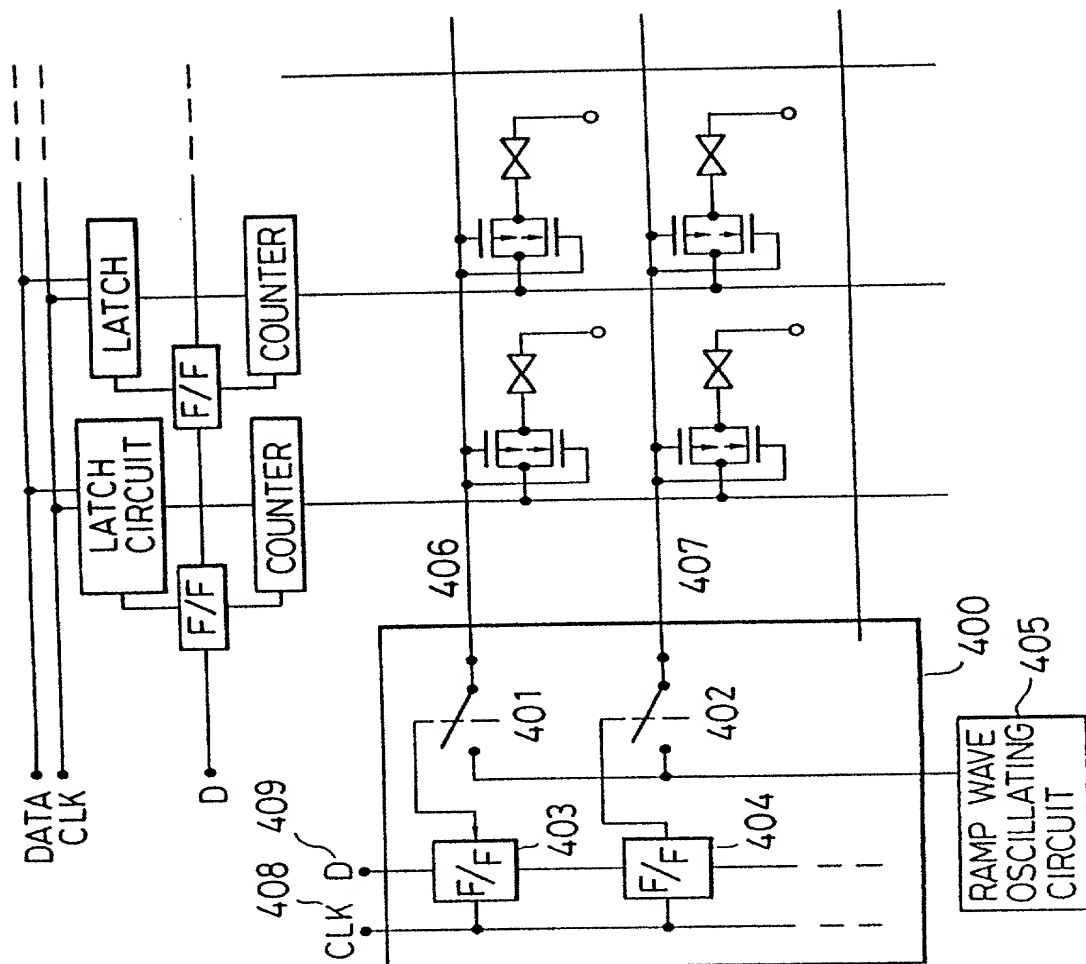 DATA
CLK
D
LATCH
CIRCUIT
LATCH
F/F
F/F
COUNTER
COUNTER
406
407
400
401
402
CLK
408
D
409
F/F
403
F/F
404
RAMP WAVE
OSCILLATING
CIRCUIT
405